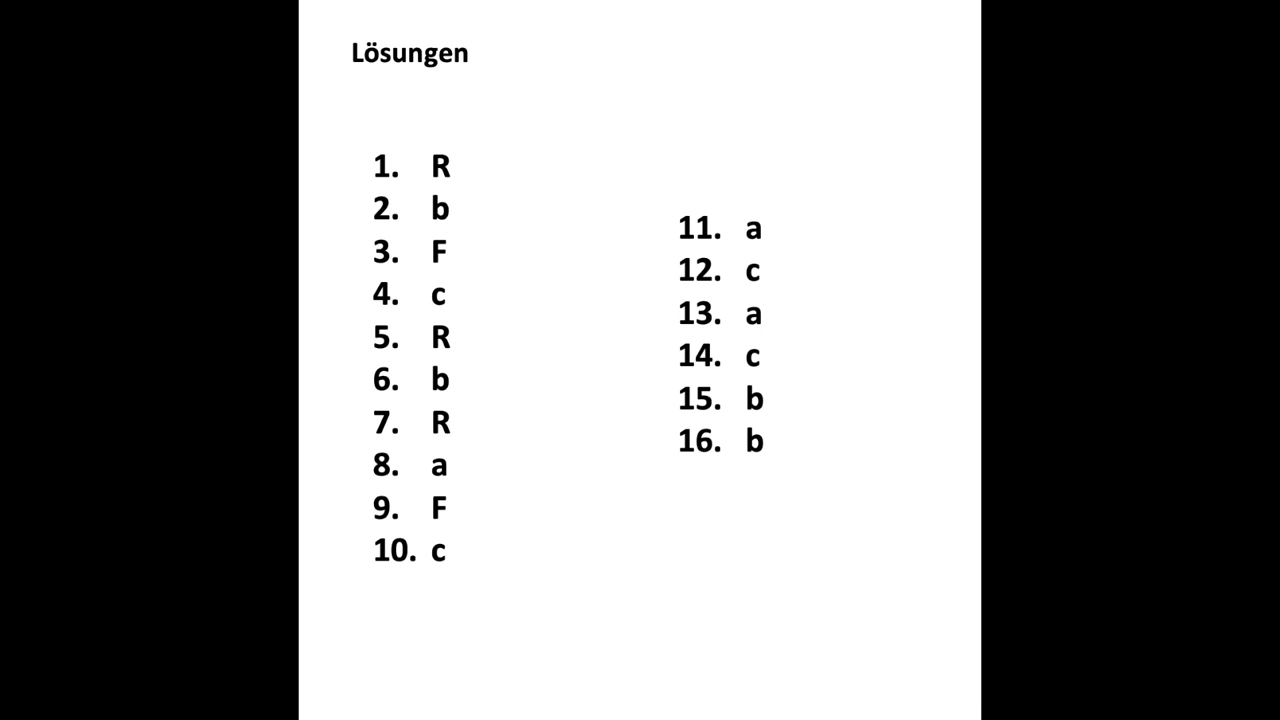 Lösungen
1. R
2. b
3. F
4. c
5. R
6. b
7. R
8. a
9. F
10. c
11. a
12. c
13. a
14. c
15. b
16. b